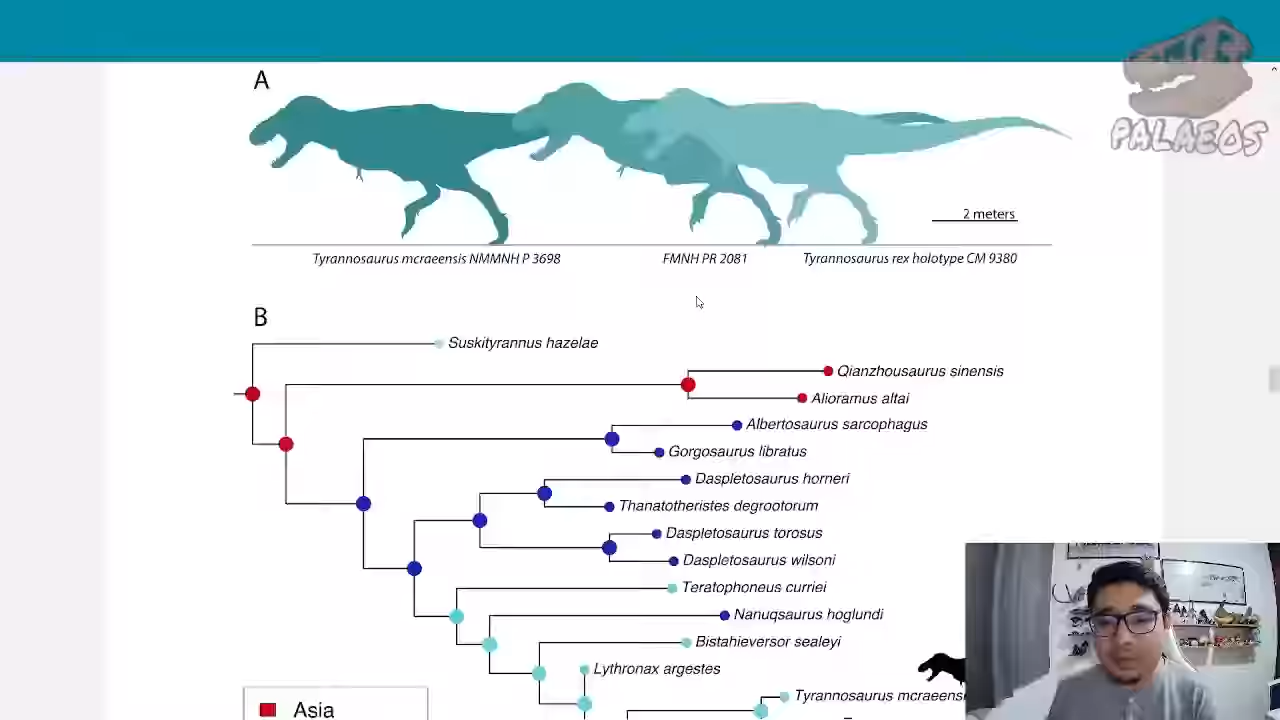 A
PALAEOS
2 meters
Tyrannosaurus mcraeensis NMMNH P 3698
FMNH PR 2081
Tyrannosaurus rex holotype CM 9380
B
Suskityrannus hazelae
Qianzhousaurus sinensis
Alioramus altai
Albertosaurus sarcophagus
Gorgosaurus libratus
Daspletosaurus horneri
Thanatotheristes degrootorum
Daspletosaurus torosus
Daspletosaurus wilsoni
Teratophoneus curriei
Nanuqsaurus hoglundi
Bistahieversor sealeyi
Lythronax argestes
Tyrannosaurus mcraeensi
Asia